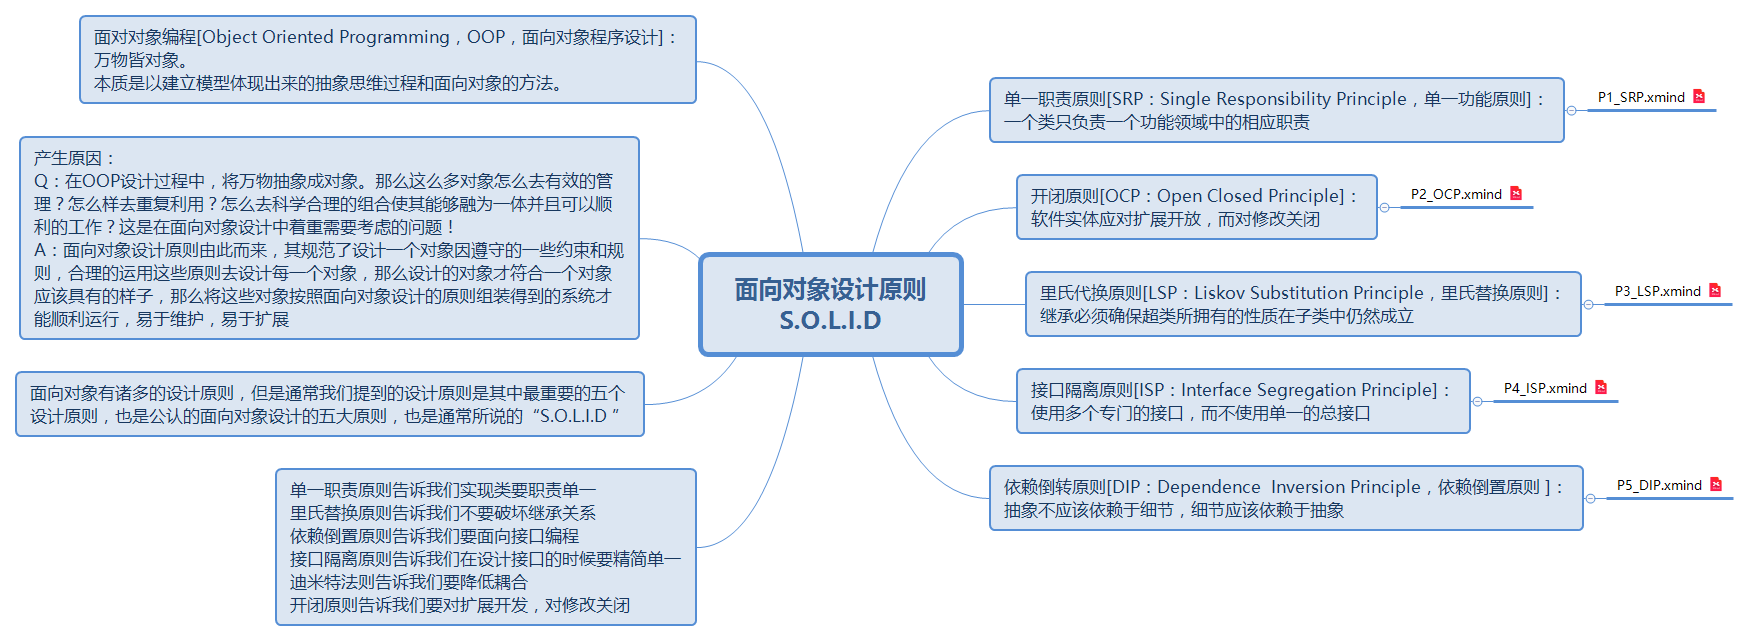 面对对象编程[Object Oriented Programming，OOP，面向对象程序设计]：
万物皆对象。
本质是以建立模型体现出来的抽象思维过程和面向对象的方法。
产生原因：
Q：在OOP设计过程中，将万物抽象成对象。那么这么多对象怎么去有效的管
理？怎么样去重复利用？怎么去科学合理的组合使其能够融为一体并且可以顺
利的工作？这是在面向对象设计中着重需要考虑的问题！
A：面向对象设计原则由此而来，其规范了设计一个对象因遵守的一些约束和规
则，合理的运用这些原则去设计每一个对象，那么设计的对象才符合一个对象
应该具有的样子，那么将这些对象按照面向对象设计的原则组装得到的系统才
能顺利运行，易于维护，易于扩展
面向对象有诸多的设计原则，但是通常我们提到的设计原则是其中最重要的五个
设计原则，也是公认的面向对象设计的五大原则，也是通常所说的“S.O.L.I.D ”
单一职责原则告诉我们实现类要职责单一
里氏替换原则告诉我们不要破坏继承关系
依赖倒置原则告诉我们要面向接口编程
接口隔离原则告诉我们在设计接口的时候要精简单一
迪米特法则告诉我们要降低耦合
开闭原则告诉我们要对扩展开发，对修改关闭
面向对象设计原则
S.O.L.I.D
单一职责原则[SRP：Single Responsibility Principle，单一功能原则]：
一个类只负责一个功能领域中的相应职责
P1_SRP.xmind
开闭原则[OCP：Open Closed Principle]：
软件实体应对扩展开放，而对修改关闭
P2_OCP.xmind
里氏代换原则[LSP：Liskov Substitution Principle，里氏替换原则]：
继承必须确保超类所拥有的性质在子类中仍然成立
P3_LSP.xmind
接口隔离原则[ISP：Interface Segregation Principle]：
使用多个专门的接口，而不使用单一的总接口
P4_ISP.xmind
依赖倒转原则[DIP：Dependence  Inversion Principle，依赖倒置原则 ]：
抽象不应该依赖于细节，细节应该依赖于抽象
P5_DIP.xmind